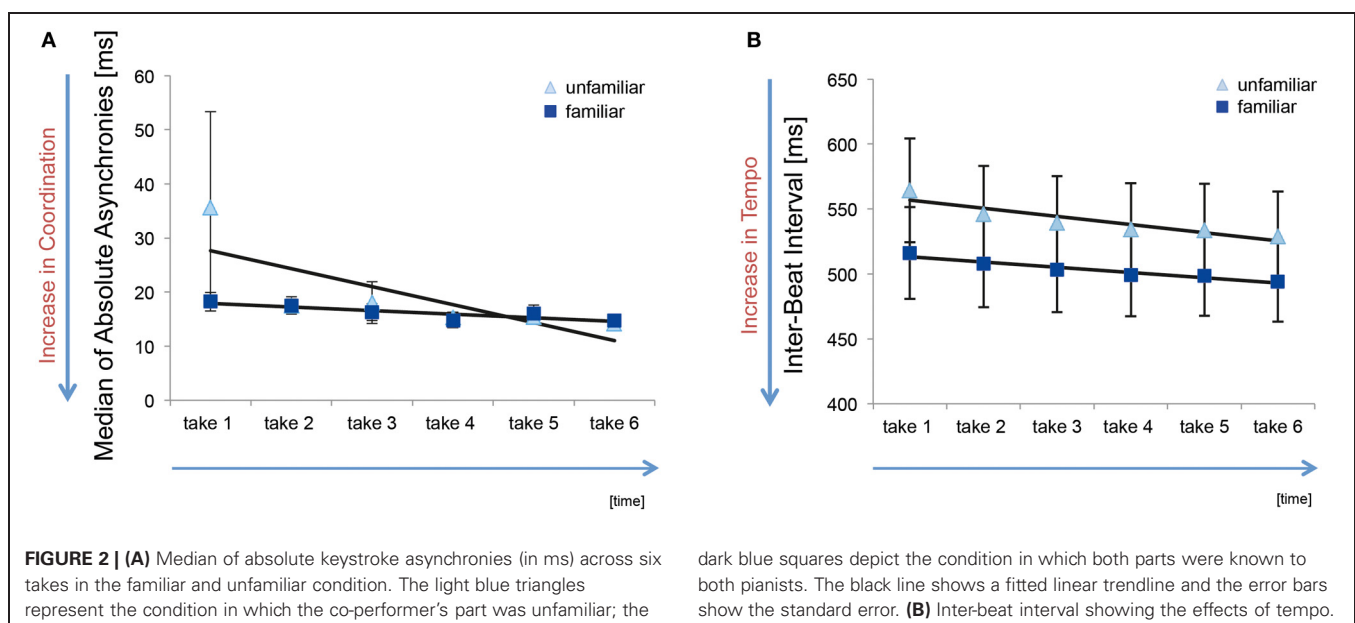 A
Increase in Coordination
Median of Absolute Asynchronies [ms]
60
50
40
30
20
10
0
unfamiliar
familiar
take 1 take 2 take 3 take 4 take 5 take 6
[time]
B
Increase in Tempo
Inter-Beat Interval [ms]
650
600
550
500
450
400
unfamiliar
familiar
take 1 take 2 take 3 take 4 take 5 take 6
[time]
FIGURE 2 | (A) Median of absolute keystroke asynchronies (in ms) across six
takes in the familiar and unfamiliar condition. The light blue triangles
represent the condition in which the co-performer's part was unfamiliar; the
dark blue squares depict the condition in which both parts were known to
both pianists. The black line shows a fitted linear trendline and the error bars
show the standard error. (B) Inter-beat interval showing the effects of tempo.